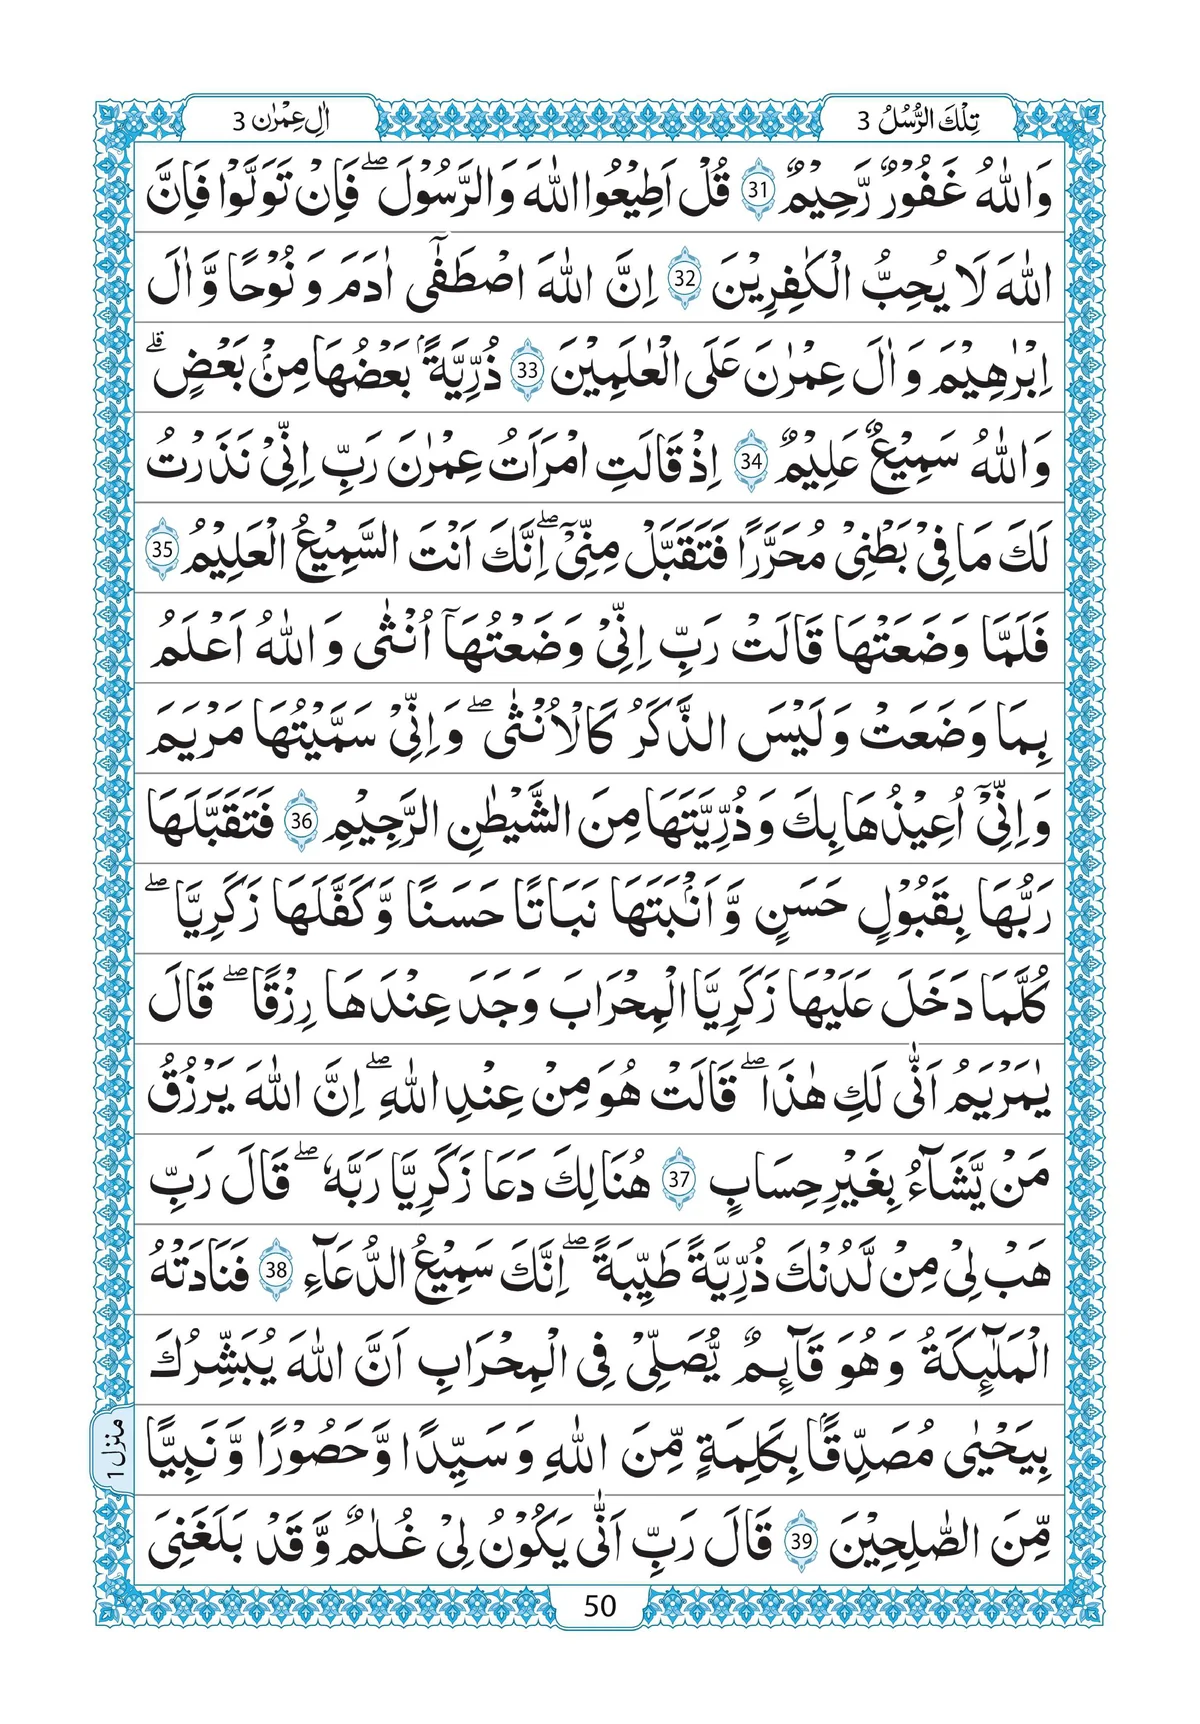 تِلْكَ الرُّسُلُ 3
اٰلِ عِمْرٰن 3
وَاللّٰهُ غَفُوْرٌ رَّحِيْمٌ 31 قُلْ اَطِيْعُوا اللّٰهَ وَالرَّسُوْلَ ۖ فَاِنْ تَوَلَّوْا فَاِنَّ
اللّٰهَ لَا يُحِبُّ الْكٰفِرِيْنَ 32 اِنَّ اللّٰهَ اصْطَفٰٓى اٰدَمَ وَ نُوْحًا وَّ اٰلَ
اِبْرٰهِيْمَ وَ اٰلَ عِمْرٰنَ عَلَى الْعٰلَمِيْنَ 33 ذُرِّيَّةًۢ بَعْضُهَا مِنْۢ بَعْضٍ ۗ
وَاللّٰهُ سَمِيْعٌ عَلِيْمٌ 34 اِذْ قَالَتِ امْرَاَتُ عِمْرٰنَ رَبِّ اِنِّيْ نَذَرْتُ
لَكَ مَا فِيْ بَطْنِيْ مُحَرَّرًا فَتَقَبَّلْ مِنِّيْٓ ۖ اِنَّكَ اَنْتَ السَّمِيْعُ الْعَلِيْمُ 35
فَلَمَّا وَضَعَتْهَا قَالَتْ رَبِّ اِنِّيْ وَضَعْتُهَآ اُنْثٰى وَ اللّٰهُ اَعْلَمُ
بِمَا وَضَعَتْ وَلَيْسَ الذَّكَرُ كَالْاُنْثٰى ۖ وَاِنِّيْ سَمَّيْتُهَا مَرْيَمَ
وَاِنِّيْٓ اُعِيْذُهَا بِكَ وَذُرِّيَّتَهَا مِنَ الشَّيْطٰنِ الرَّجِيْمِ 36 فَتَقَبَّلَهَا
رَبُّهَا بِقَبُوْلٍ حَسَنٍ وَّ اَنْۢبَتَهَا نَبَاتًا حَسَنًا وَّ كَفَّلَهَا زَكَرِيَّا ۖ
كُلَّمَا دَخَلَ عَلَيْهَا زَكَرِيَّا الْمِحْرَابَ وَجَدَ عِنْدَهَا رِزْقًا ۖ قَالَ
يٰمَرْيَمُ اَنّٰى لَكِ هٰذَا ۖ قَالَتْ هُوَ مِنْ عِنْدِ اللّٰهِ ۖ اِنَّ اللّٰهَ يَرْزُقُ
مَنْ يَّشَآءُ بِغَيْرِ حِسَابٍ 37 هُنَالِكَ دَعَا زَكَرِيَّا رَبَّهٗ ۖ قَالَ رَبِّ
هَبْ لِيْ مِنْ لَّدُنْكَ ذُرِّيَّةً طَيِّبَةً ۖ اِنَّكَ سَمِيْعُ الدُّعَآءِ 38 فَنَادَتْهُ
الْمَلٰٓئِكَةُ وَهُوَ قَآئِمٌ يُّصَلِّيْ فِى الْمِحْرَابِ اَنَّ اللّٰهَ يُبَشِّرُكَ
بِيَحْيٰى مُصَدِّقًۢا بِكَلِمَةٍ مِّنَ اللّٰهِ وَسَيِّدًا وَّحَصُوْرًا وَّ نَبِيًّا
مِّنَ الصّٰلِحِيْنَ 39 قَالَ رَبِّ اَنّٰى يَكُوْنُ لِيْ غُلٰمٌ وَّ قَدْ بَلَغَنِىَ
منزل 1
50